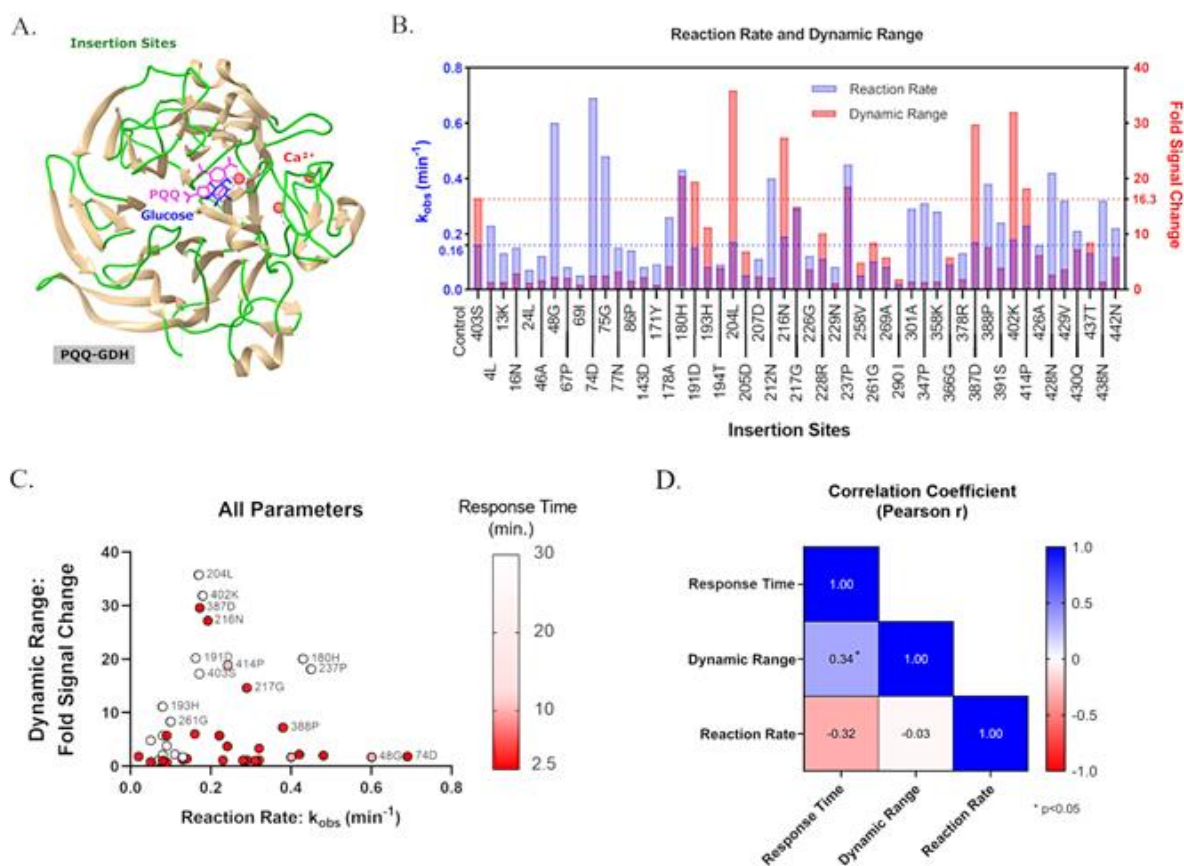 A.
Insertion Sites
Ca²⁺
PQQ
Glucose
PQQ-GDH
B.
Reaction Rate and Dynamic Range
0.8
0.6
0.4
0.2
0.16
0.0
k_obs (min⁻¹)
Reaction Rate
Dynamic Range
40
30
20
16.3
10
0
Fold Signal Change
Control
403S
4L
13K
16N
24L
46A
48G
67P
69I
74D
75G
77N
86P
143D
171Y
178A
180H
191D
193H
194T
204L
205D
207D
212N
216N
217G
226G
228R
229N
237P
258V
261G
269A
290 I
301A
347P
358K
366G
378R
387D
388P
391S
402K
414P
426A
428N
429V
430Q
437T
438N
442N
Insertion Sites
C.
All Parameters
Dynamic Range:
Fold Signal Change
40
30
20
10
0
204L
402K
387D
216N
191D
414P
403S
180H
237P
217G
193H
261G
388P
48G
74D
0.0 0.2 0.4 0.6 0.8
Reaction Rate: k_obs (min⁻¹)
Response Time
(min.)
30
20
10
2.5
D.
Correlation Coefficient
(Pearson r)
Response Time
1.00
Dynamic Range
0.34*
1.00
Reaction Rate
-0.32
-0.03
1.00
Response Time
Dynamic Range
Reaction Rate
1.0
0.5
0
-0.5
-1.0
* p<0.05